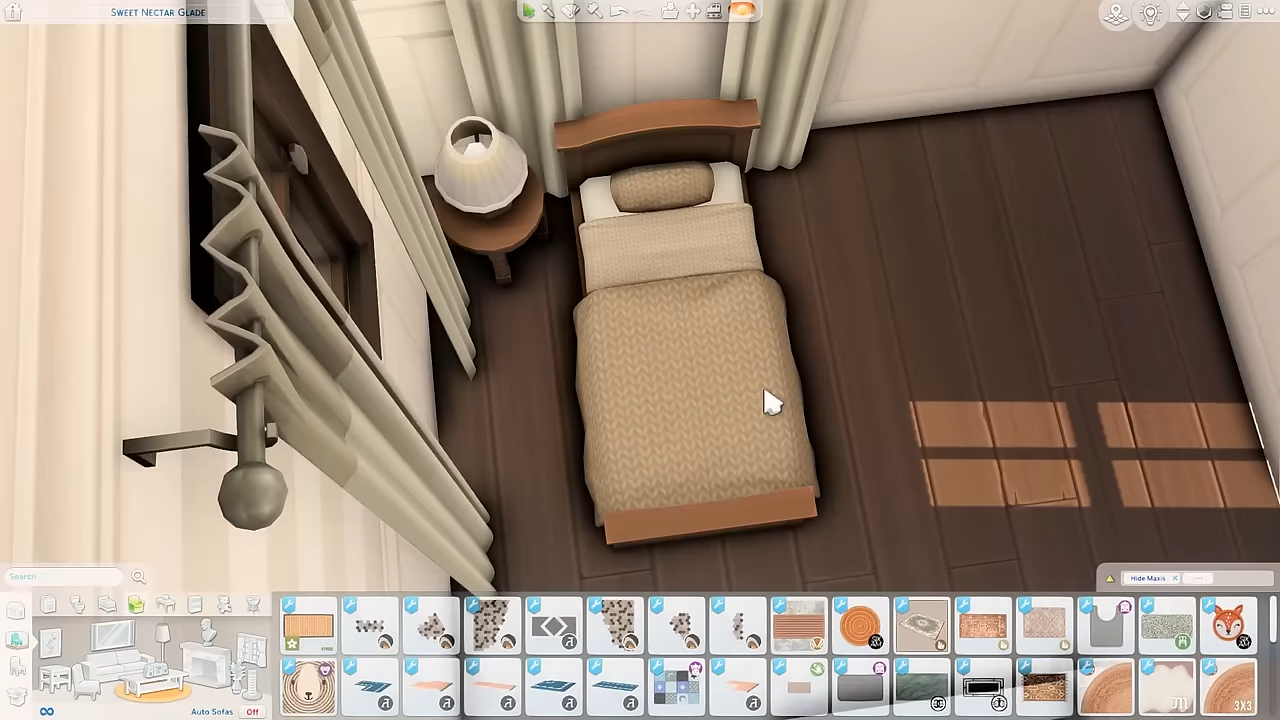 Sweet Nectar Glade
Search
Hide Maxis
Auto Sofas
Off
3X3